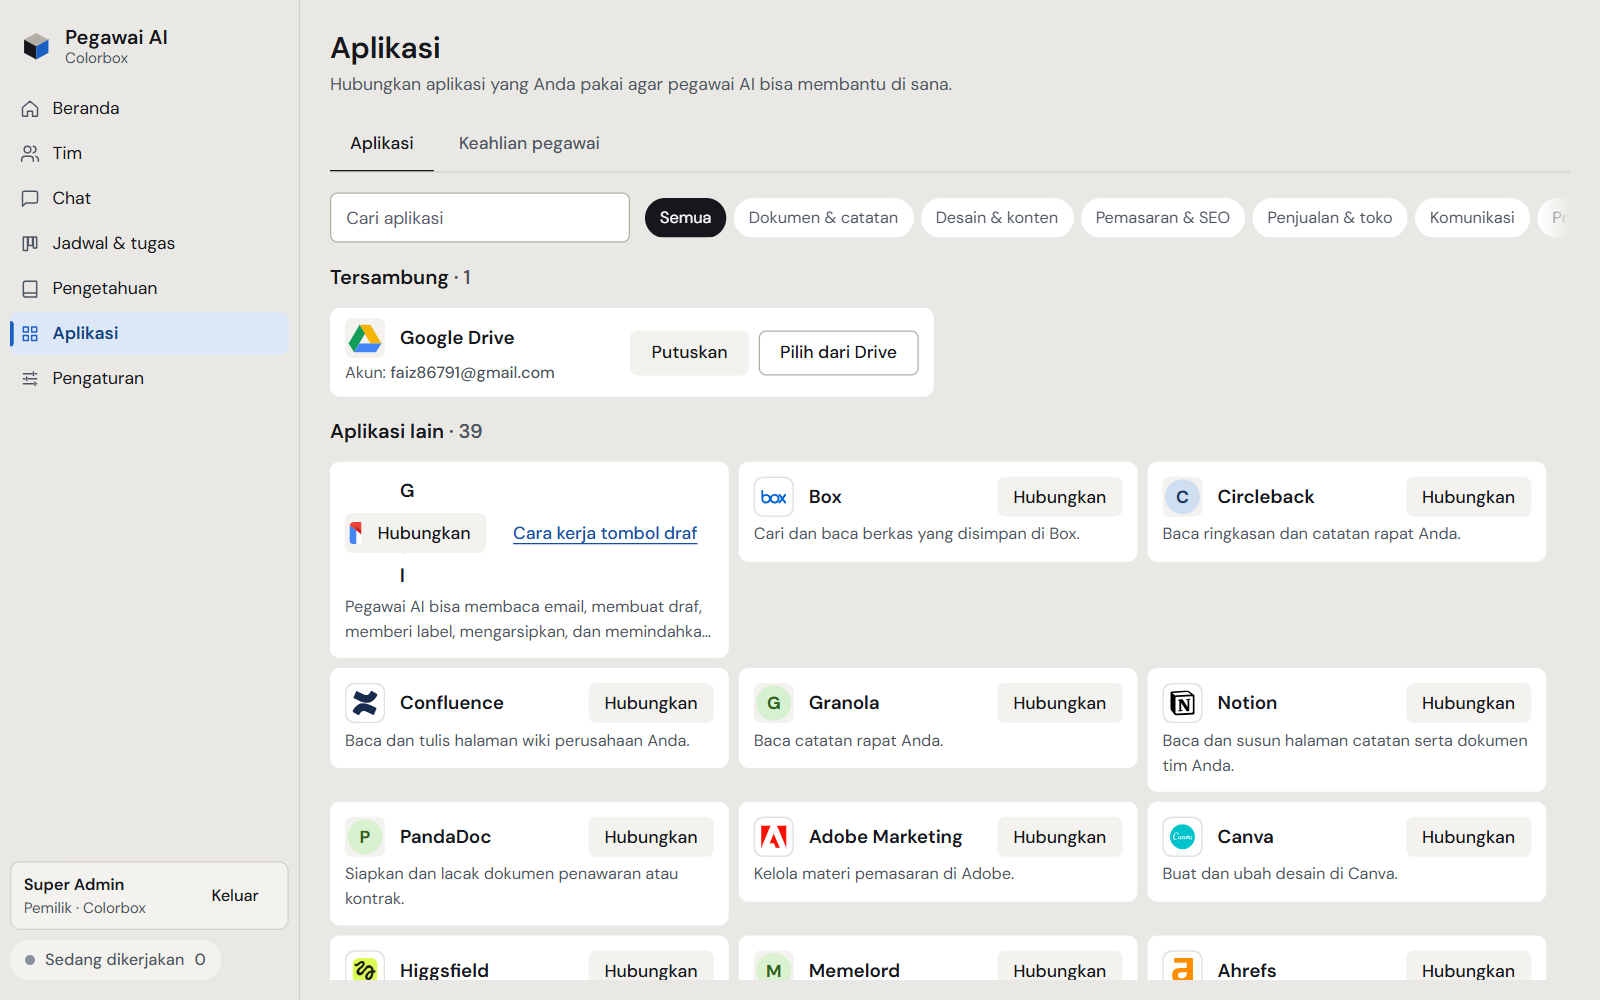 Pegawai AI
Colorbox
Beranda
Tim
Chat
Jadwal & tugas
Pengetahuan
Aplikasi
Pengaturan
Super Admin
Pemilik · Colorbox
Keluar
Sedang dikerjakan 0
Aplikasi
Hubungkan aplikasi yang Anda pakai agar pegawai AI bisa membantu di sana.
Aplikasi
Keahlian pegawai
Cari aplikasi
Semua
Dokumen & catatan
Desain & konten
Pemasaran & SEO
Penjualan & toko
Komunikasi
Tersambung · 1
Google Drive
Akun: faiz86791@gmail.com
Putuskan
Pilih dari Drive
Aplikasi lain · 39
G
Hubungkan
Cara kerja tombol draf
I
Pegawai AI bisa membaca email, membuat draf,
memberi label, mengarsipkan, dan memindahka...
box
Box
Hubungkan
Cari dan baca berkas yang disimpan di Box.
C
Circleback
Hubungkan
Baca ringkasan dan catatan rapat Anda.
Confluence
Hubungkan
Baca dan tulis halaman wiki perusahaan Anda.
G
Granola
Hubungkan
Baca catatan rapat Anda.
Notion
Hubungkan
Baca dan susun halaman catatan serta dokumen
tim Anda.
P
PandaDoc
Hubungkan
Siapkan dan lacak dokumen penawaran atau
kontrak.
Adobe Marketing
Hubungkan
Kelola materi pemasaran di Adobe.
Canva
Canva
Hubungkan
Buat dan ubah desain di Canva.
Higgsfield
Hubungkan
M
Memelord
Hubungkan
a
Ahrefs
Hubungkan